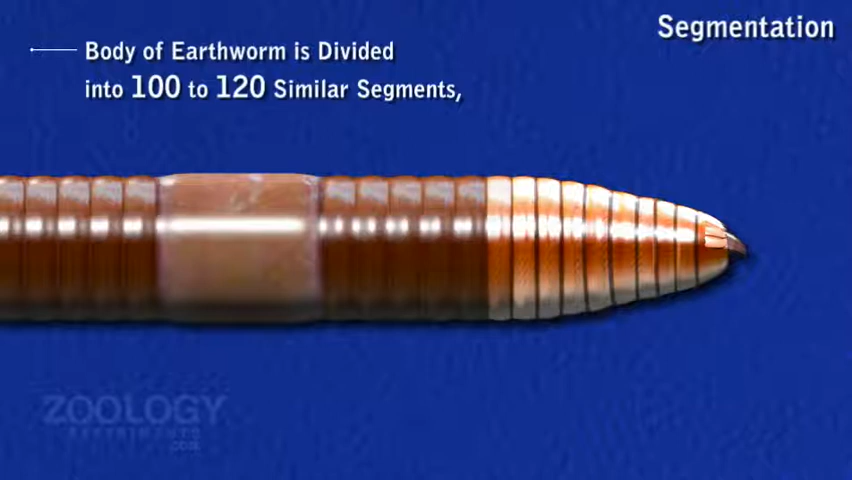 Segmentation
Body of Earthworm is Divided
into 100 to 120 Similar Segments,
ZOOLOGY